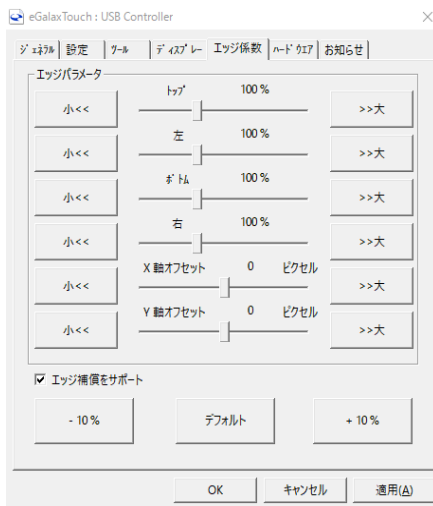 eGalaxTouch : USB Controller
ジェネラル 設定 ツール ディスプレー エッジ係数 ハードウエア お知らせ
エッジパラメータ
トップ 100 %
小<< >>大
左 100 %
小<< >>大
ボトム 100 %
小<< >>大
右 100 %
小<< >>大
X 軸オフセット 0 ピクセル
小<< >>大
Y 軸オフセット 0 ピクセル
小<< >>大
エッジ補償をサポート
- 10 % デフォルト + 10 %
OK キャンセル 適用(A)